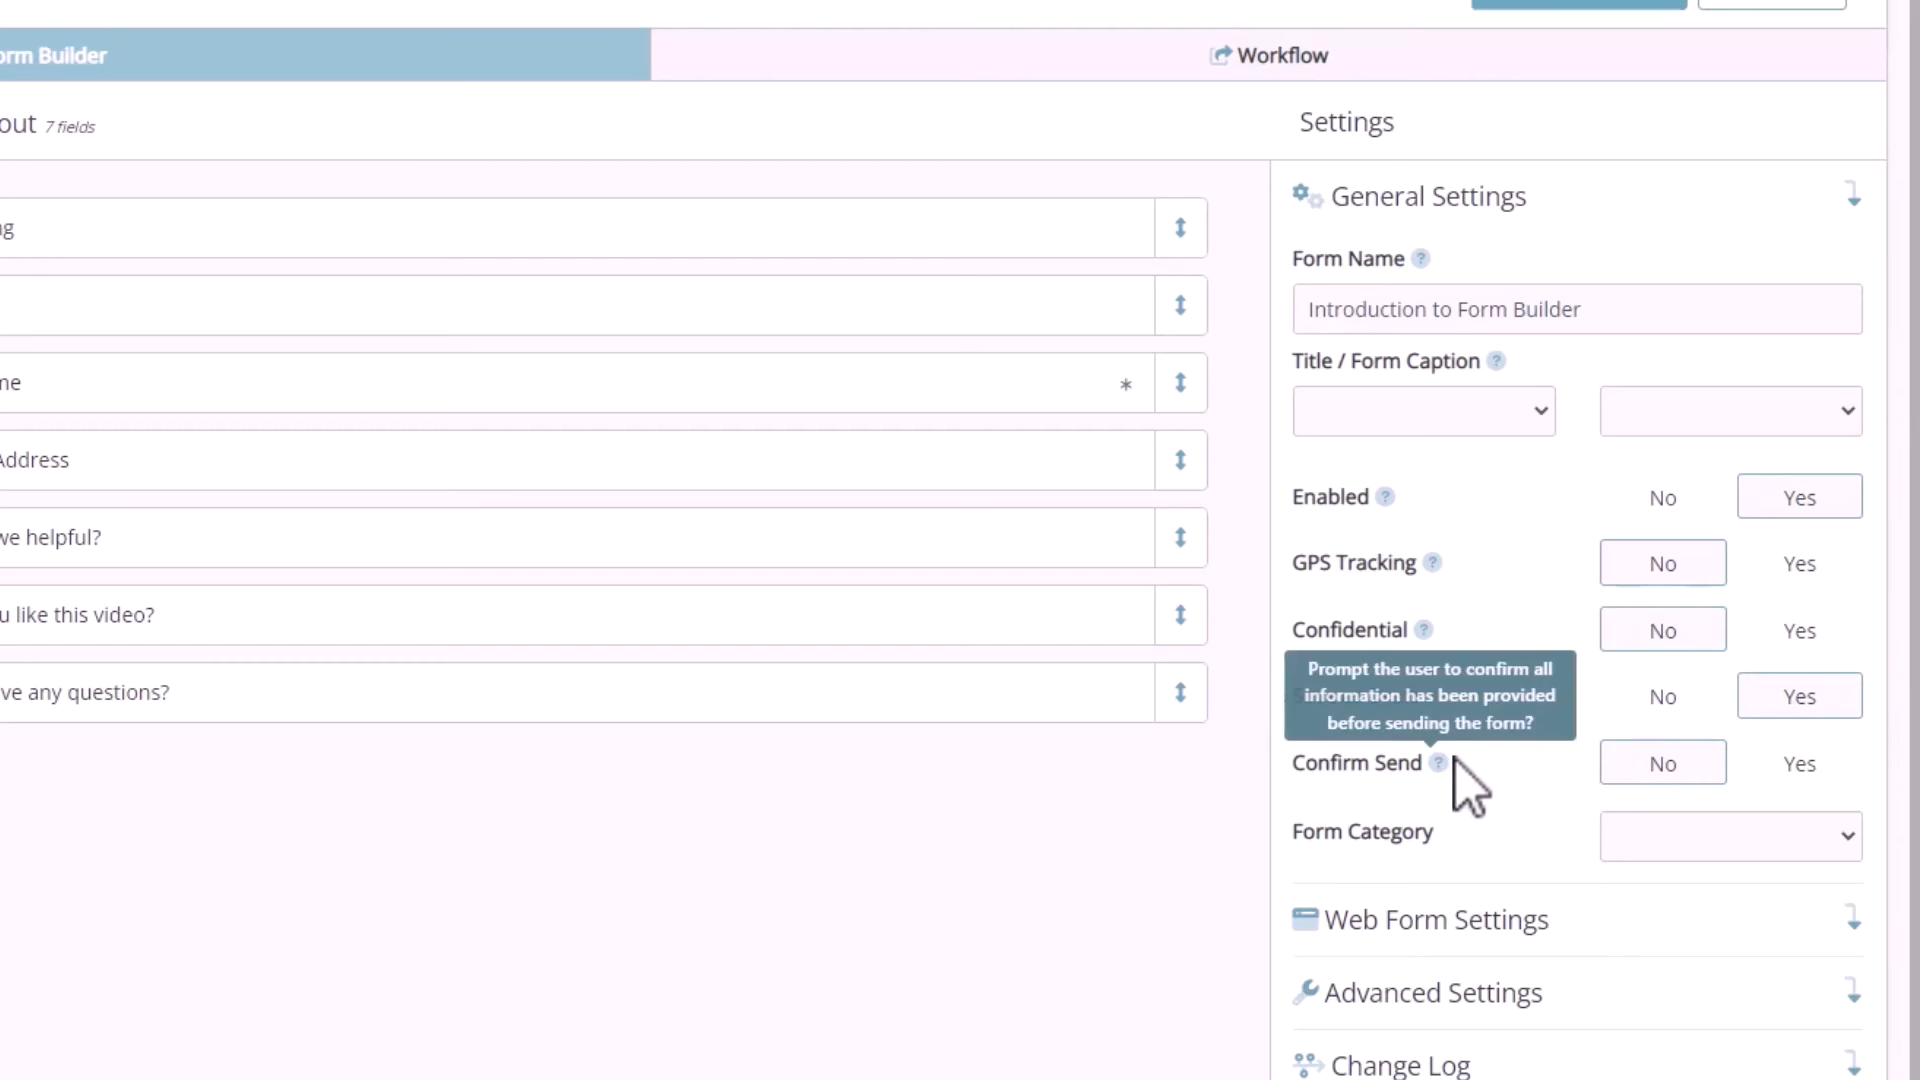 orm Builder
Workflow
out 7 fields
Settings
ng
me
*
Address
we helpful?
u like this video?
ve any questions?
General Settings
Form Name ?
Introduction to Form Builder
Title / Form Caption ?
Enabled ? No Yes
GPS Tracking ? No Yes
Confidential ? No Yes
Prompt the user to confirm all
information has been provided
before sending the form?
No Yes
Confirm Send ? No Yes
Form Category
Web Form Settings
Advanced Settings
Change Log